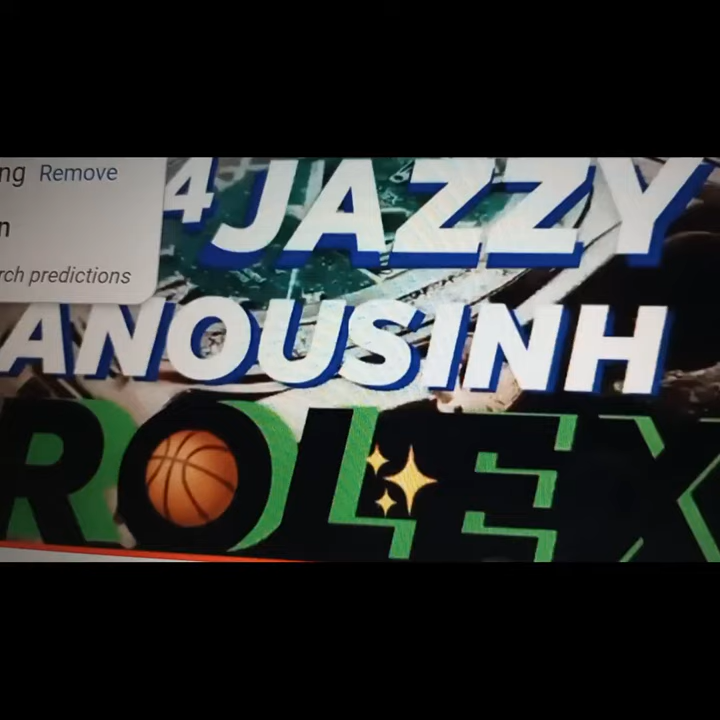 ng Remove
n
rch predictions
4JAZZY
ANOUSINH
ROLEX